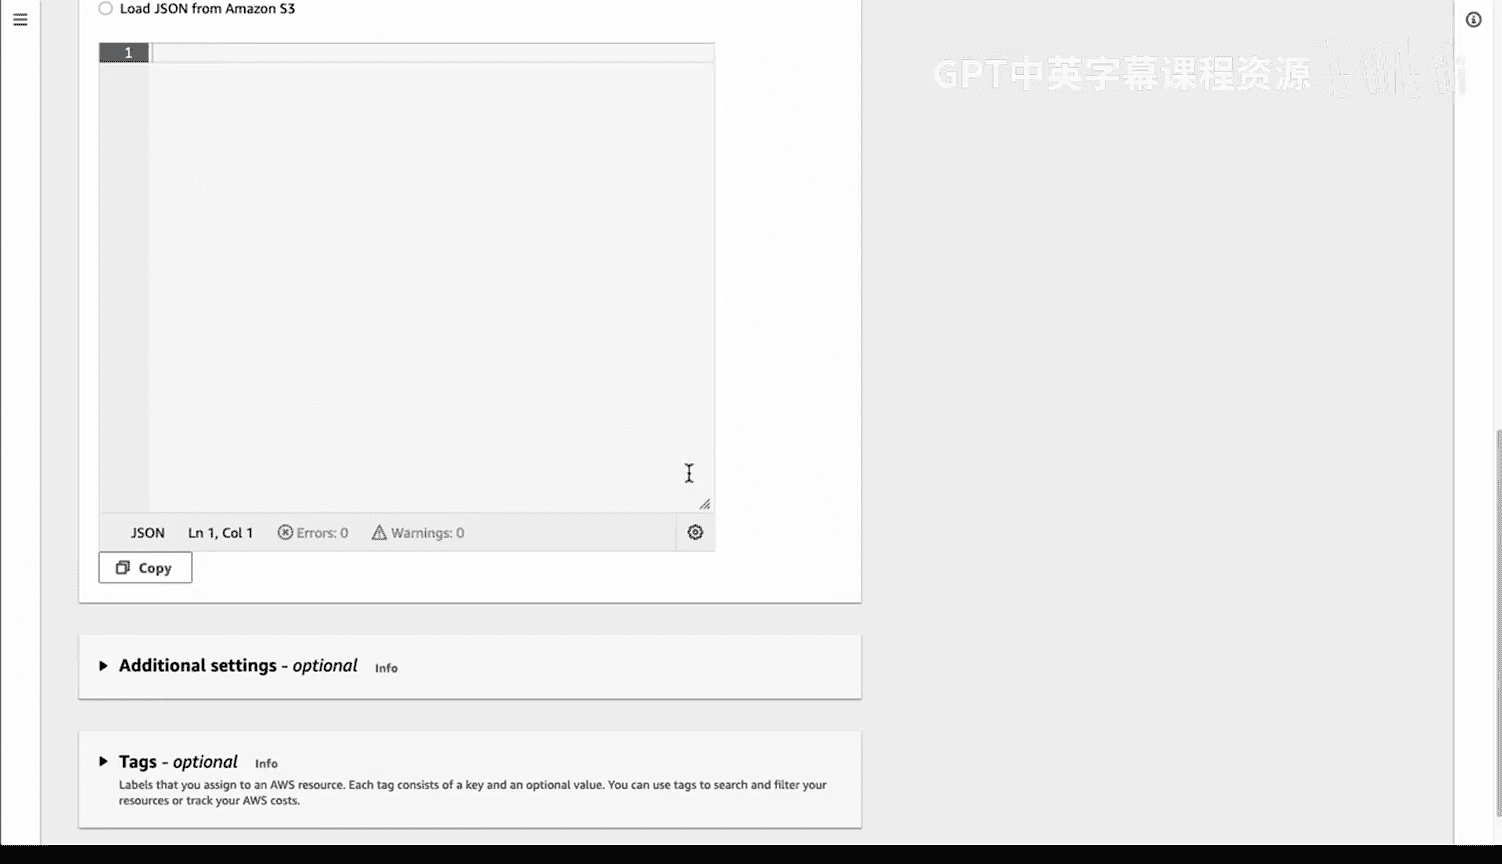 Load JSON from Amazon S3
GPT中英字幕课程资源
1
JSON Ln 1, Col 1 Errors: 0 Warnings: 0
Copy
Additional settings - optional Info
Tags - optional Info
Labels that you assign to an AWS resource. Each tag consists of a key and an optional value. You can use tags to search and filter your
resources or track your AWS costs.